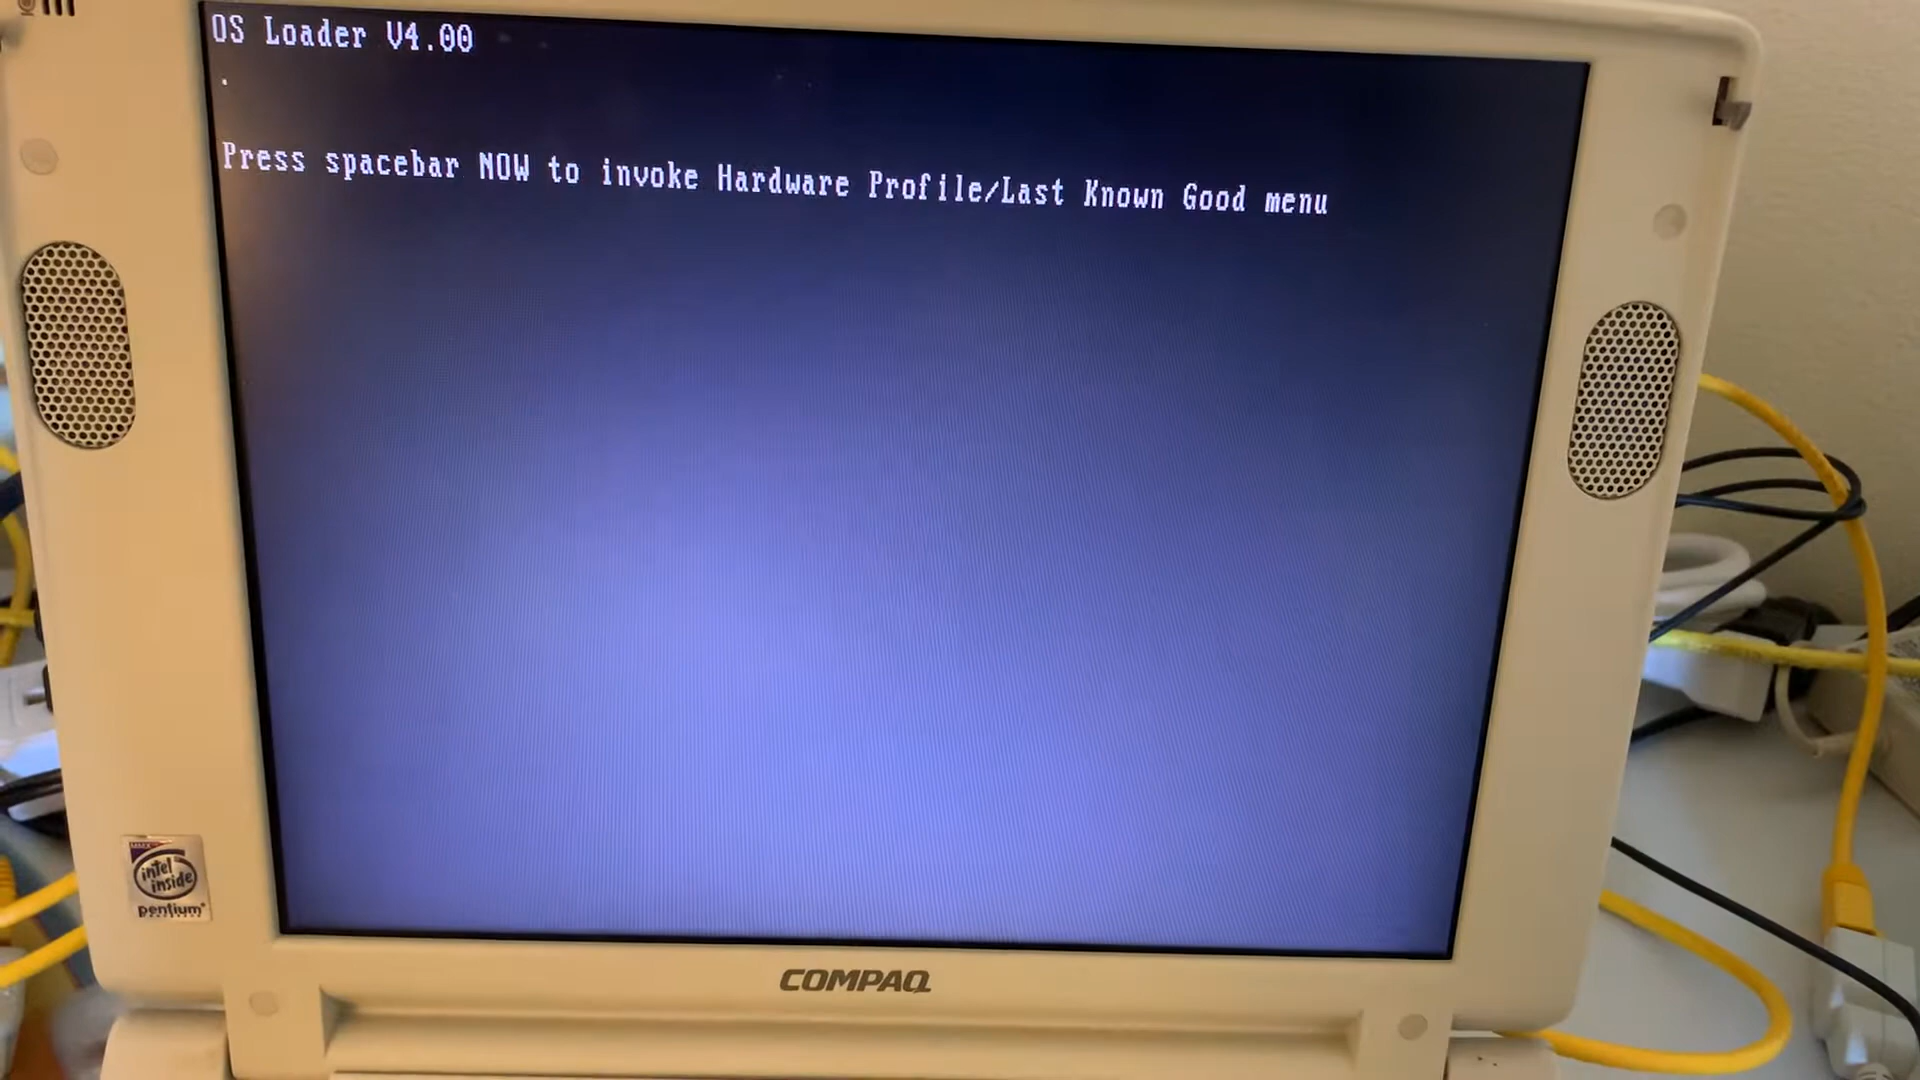 OS Loader V4.00
.
Press spacebar NOW to invoke Hardware Profile/Last Known Good menu
MMX
intel
inside
pentium
COMPAQ